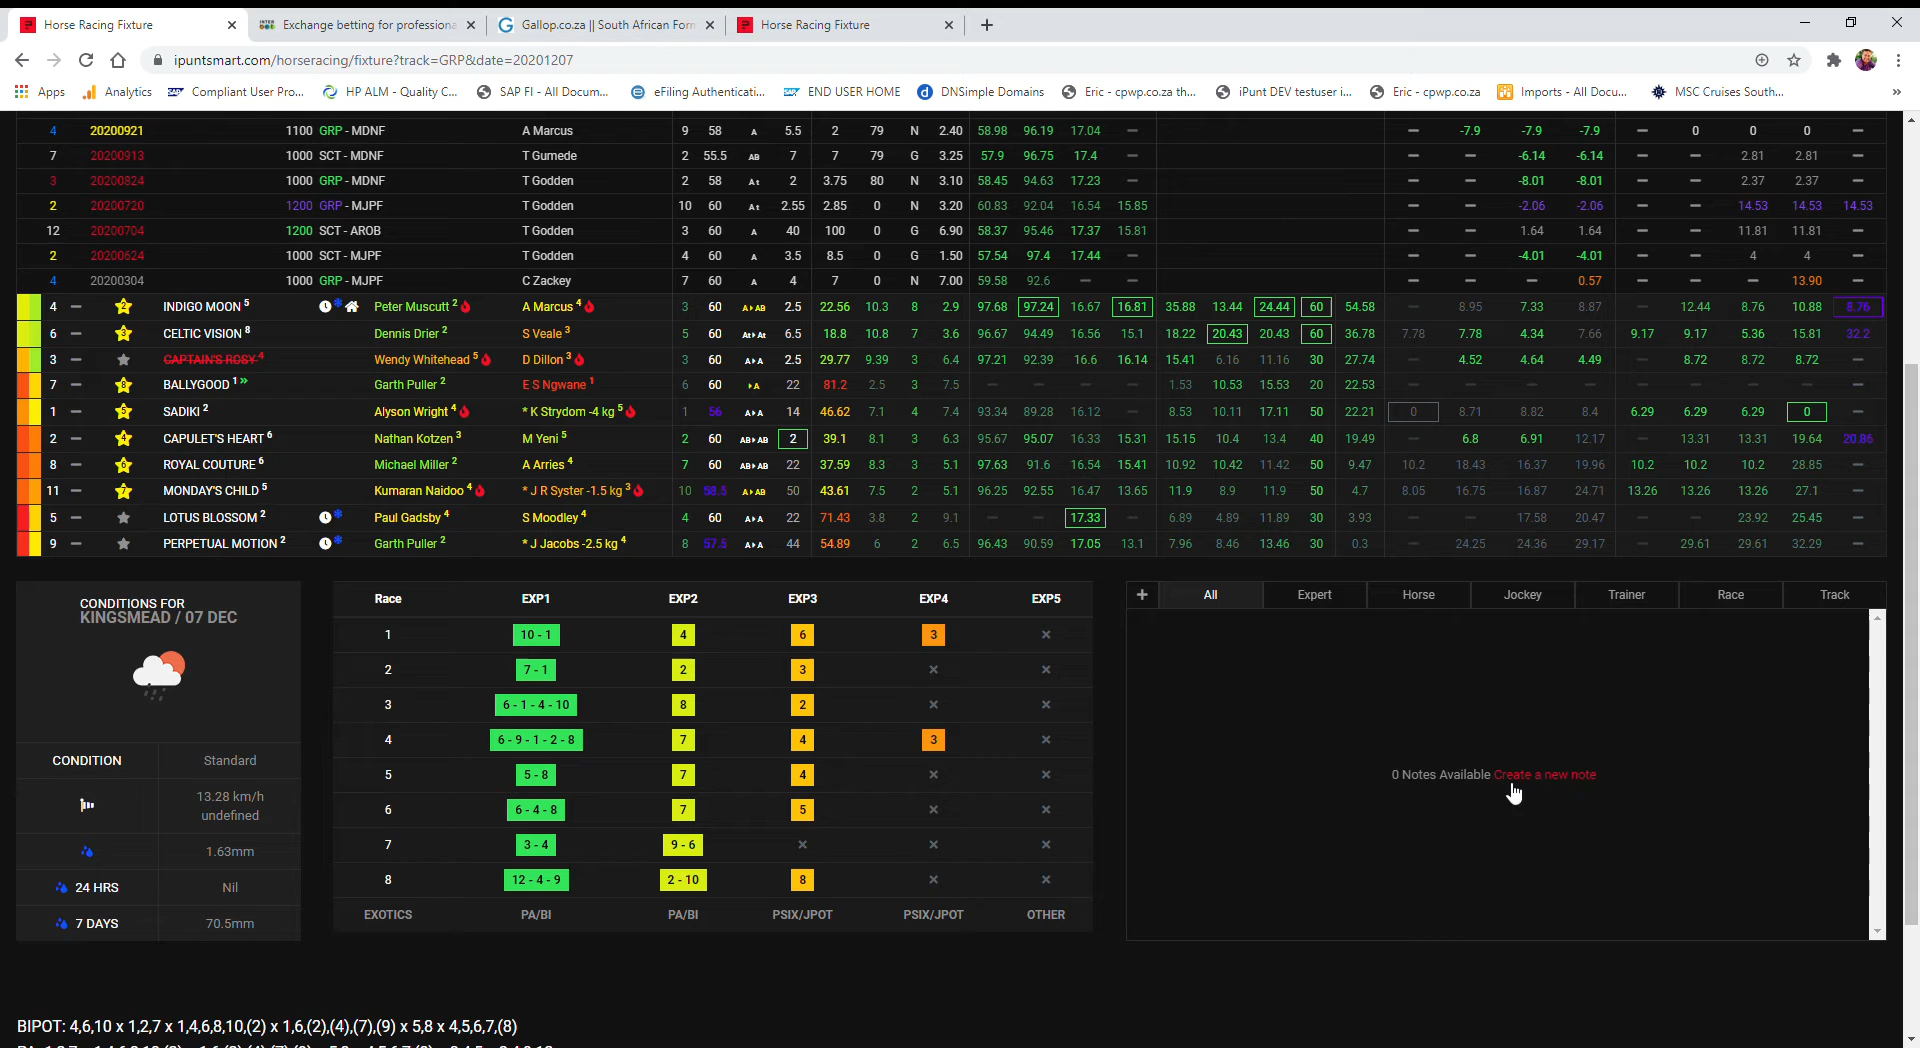 Horse Racing Fixture
Exchange betting for professiona
Gallop.co.za || South African Forn
Horse Racing Fixture
ipuntsmart.com/horseracing/fixture?track=GRP&date=20201207
Apps Analytics Compliant User Pro... HP ALM - Quality C... SAP FI - All Docum... eFiling Authenticati... END USER HOME DNSimple Domains Eric - cpwp.co.za th... iPunt DEV testuser i... Eric - cpwp.co.za Imports - All Docu... MSC Cruises South... »
4 20200921 1100 GRP - MDNF A Marcus 9 58 A 5.5 2 79 N 2.40 58.98 96.19 17.04 — — -7.9 -7.9 -7.9 — 0 0 0 —
7 20200913 1000 SCT - MDNF T Gumede 2 55.5 AB 7 7 79 G 3.25 57.9 96.75 17.4 — — — -6.14 -6.14 — — 2.81 2.81 —
3 20200824 1000 GRP - MDNF T Godden 2 58 At 2 3.75 80 N 3.10 58.45 94.63 17.23 — — — -8.01 -8.01 — — 2.37 2.37 —
2 20200720 1200 GRP - MJPF T Godden 10 60 At 2.55 2.85 0 N 3.20 60.83 92.04 16.54 15.85 — — -2.06 -2.06 — — 14.53 14.53 14.53
12 20200704 1200 SCT - AROB T Godden 3 60 A 40 100 0 G 6.90 58.37 95.46 17.37 15.81 — — 1.64 1.64 — — 11.81 11.81 —
2 20200624 1000 SCT - MJPF T Godden 4 60 A 3.5 8.5 0 G 1.50 57.54 97.4 17.44 — — — -4.01 -4.01 — — 4 4 —
4 20200304 1000 GRP - MJPF C Zackey 7 60 A 4 7 0 N 7.00 59.58 92.6 — — — — — 0.57 — — — 13.90 —
4 — 2 INDIGO MOON 5 Peter Muscutt 2 A Marcus 4 3 60 A▸AB 2.5 22.56 10.3 8 2.9 97.68 97.24 16.67 16.81 35.88 13.44 24.44 60 54.58 — 8.95 7.33 8.87 — 12.44 8.76 10.88 8.76
6 — 3 CELTIC VISION 8 Dennis Drier 2 S Veale 3 5 60 At▸At 6.5 18.8 10.8 7 3.6 96.67 94.49 16.56 15.1 18.22 20.43 20.43 60 36.78 7.78 7.78 4.34 7.66 9.17 9.17 5.36 15.81 32.2
3 — CAPTAIN'S ROSY 4 Wendy Whitehead 5 D Dillon 3 3 60 A▸A 2.5 29.77 9.39 3 6.4 97.21 92.39 16.6 16.14 15.41 6.16 11.16 30 27.74 — 4.52 4.64 4.49 — 8.72 8.72 8.72 —
7 — 8 BALLYGOOD 1 » Garth Puller 2 E S Ngwane 1 6 60 ▸A 22 81.2 2.5 3 7.5 — — — — 1.53 10.53 15.53 20 22.53 — — — — — — — — —
1 — 5 SADIKI 2 Alyson Wright 4 * K Strydom -4 kg 5 1 56 A▸A 14 46.62 7.1 4 7.4 93.34 89.28 16.12 — 8.53 10.11 17.11 50 22.21 0 8.71 8.82 8.4 6.29 6.29 6.29 0 —
2 — 4 CAPULET'S HEART 6 Nathan Kotzen 3 M Yeni 5 2 60 AB▸AB 2 39.1 8.1 3 6.3 95.67 95.07 16.33 15.31 15.15 10.4 13.4 40 19.49 — 6.8 6.91 12.17 — 13.31 13.31 19.64 20.86
8 — 6 ROYAL COUTURE 6 Michael Miller 2 A Arries 4 7 60 AB▸AB 22 37.59 8.3 3 5.1 97.63 91.6 16.54 15.41 10.92 10.42 11.42 50 9.47 10.2 18.43 16.37 19.96 10.2 10.2 10.2 28.85 —
11 — 7 MONDAY'S CHILD 5 Kumaran Naidoo 4 * J R Syster -1.5 kg 3 10 58.5 A▸AB 50 43.61 7.5 2 5.1 96.25 92.55 16.47 13.65 11.9 8.9 11.9 50 4.7 8.05 16.75 16.87 24.71 13.26 13.26 13.26 27.1 —
5 — LOTUS BLOSSOM 2 Paul Gadsby 4 S Moodley 4 4 60 A▸A 22 71.43 3.8 2 9.1 — — 17.33 — 6.89 4.89 11.89 30 3.93 — — 17.58 20.47 — — 23.92 25.45 —
9 — PERPETUAL MOTION 2 Garth Puller 2 * J Jacobs -2.5 kg 4 8 57.5 A▸A 44 54.89 6 2 6.5 96.43 90.59 17.05 13.1 7.96 8.46 13.46 30 0.3 — 24.25 24.36 29.17 — 29.61 29.61 32.29 —
CONDITIONS FOR
KINGSMEAD / 07 DEC
CONDITION Standard
13.28 km/h
undefined
1.63mm
24 HRS Nil
7 DAYS 70.5mm
Race EXP1 EXP2 EXP3 EXP4 EXP5
1 10 - 1 4 6 3 ×
2 7 - 1 2 3 × ×
3 6 - 1 - 4 - 10 8 2 × ×
4 6 - 9 - 1 - 2 - 8 7 4 3 ×
5 5 - 8 7 4 × ×
6 6 - 4 - 8 7 5 × ×
7 3 - 4 9 - 6 × × ×
8 12 - 4 - 9 2 - 10 8 × ×
EXOTICS PA/BI PA/BI PSIX/JPOT PSIX/JPOT OTHER
+ All Expert Horse Jockey Trainer Race Track
0 Notes Available Create a new note
BIPOT: 4,6,10 x 1,2,7 x 1,4,6,8,10,(2) x 1,6,(2),(4),(7),(9) x 5,8 x 4,5,6,7,(8)